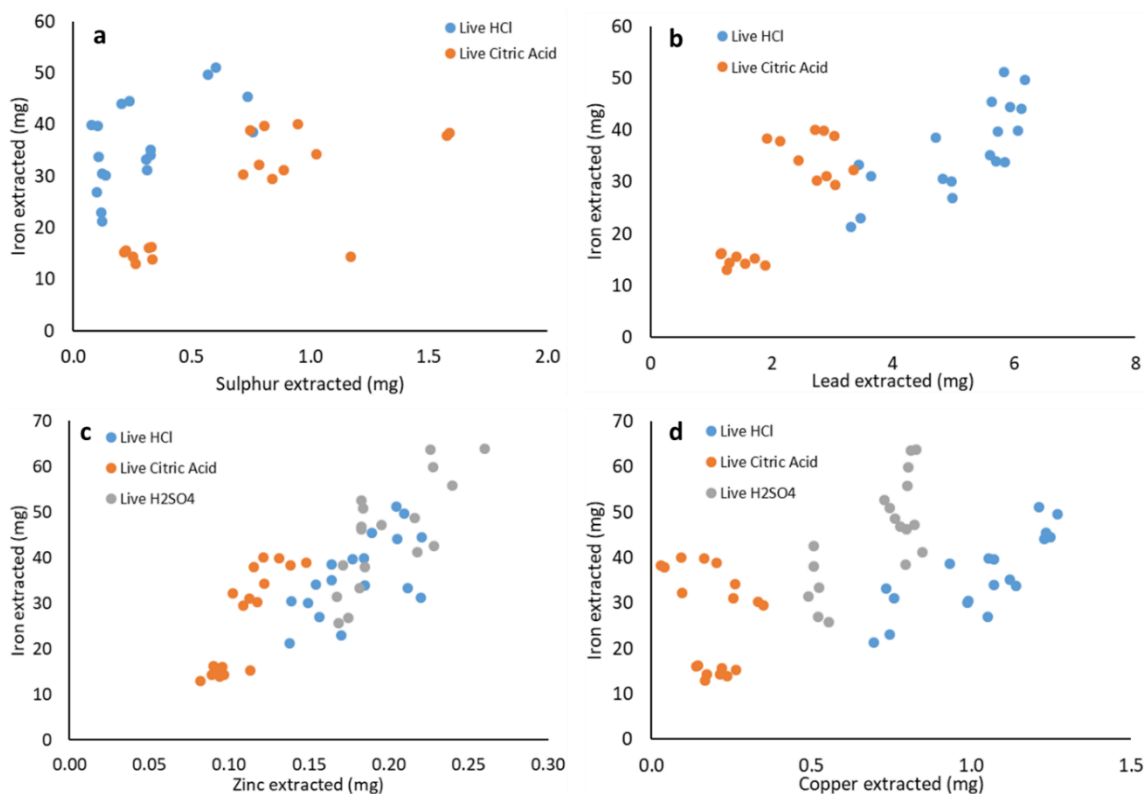 a
Live HCl
Live Citric Acid
60
50
40
30
20
10
0
Iron extracted (mg)
0.0 0.5 1.0 1.5 2.0
Sulphur extracted (mg)
b
Live HCl
Live Citric Acid
60
50
40
30
20
10
0
Iron extracted (mg)
0 2 4 6 8
Lead extracted (mg)
c
Live HCl
Live Citric Acid
Live H2SO4
70
60
50
40
30
20
10
0
Iron extracted (mg)
0.00 0.05 0.10 0.15 0.20 0.25 0.30
Zinc extracted (mg)
d
Live HCl
Live Citric Acid
Live H2SO4
70
60
50
40
30
20
10
0
Iron extracted (mg)
0.0 0.5 1.0 1.5
Copper extracted (mg)